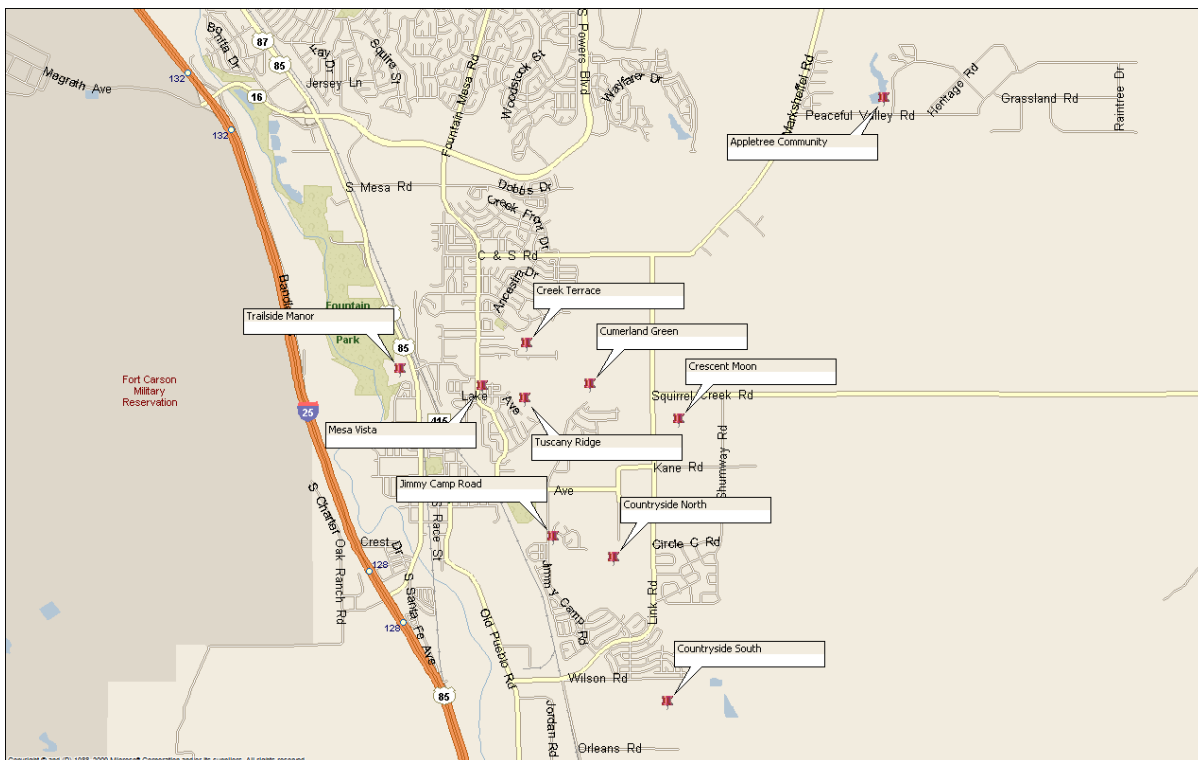 Bonita Dr
87
85
Lay Dr
Squire St
Jersey Ln
132
Magrath Ave
16
132
Fountain Mesa Rd
Woodstock St
S Powers Blvd
Wayfarer Dr
Marksheffel Rd
Peaceful Valley Rd
Heritage Rd
Grassland Rd
Raintree Dr
Appletree Community
S Mesa Rd
Dobbs Dr
Creek Front Dr
C & S Rd
Ancestra Dr
Creek Terrace
Fountain
Park
Trailside Manor
85
Cumerland Green
Crescent Moon
Fort Carson
Military
Reservation
25
Lake
Ave
Squirrel Creek Rd
Mesa Vista
Tuscany Ridge
Kane Rd
Shumway Rd
Jimmy Camp Road
Ave
Countryside North
S Race St
S Charter Oak Ranch Rd
Crest Dr
128
Circle C Rd
Jimmy Camp Rd
Link Rd
128
S Santa Fe Ave
Old Pueblo Rd
Countryside South
Wilson Rd
85
Jordan Rd
Orleans Rd